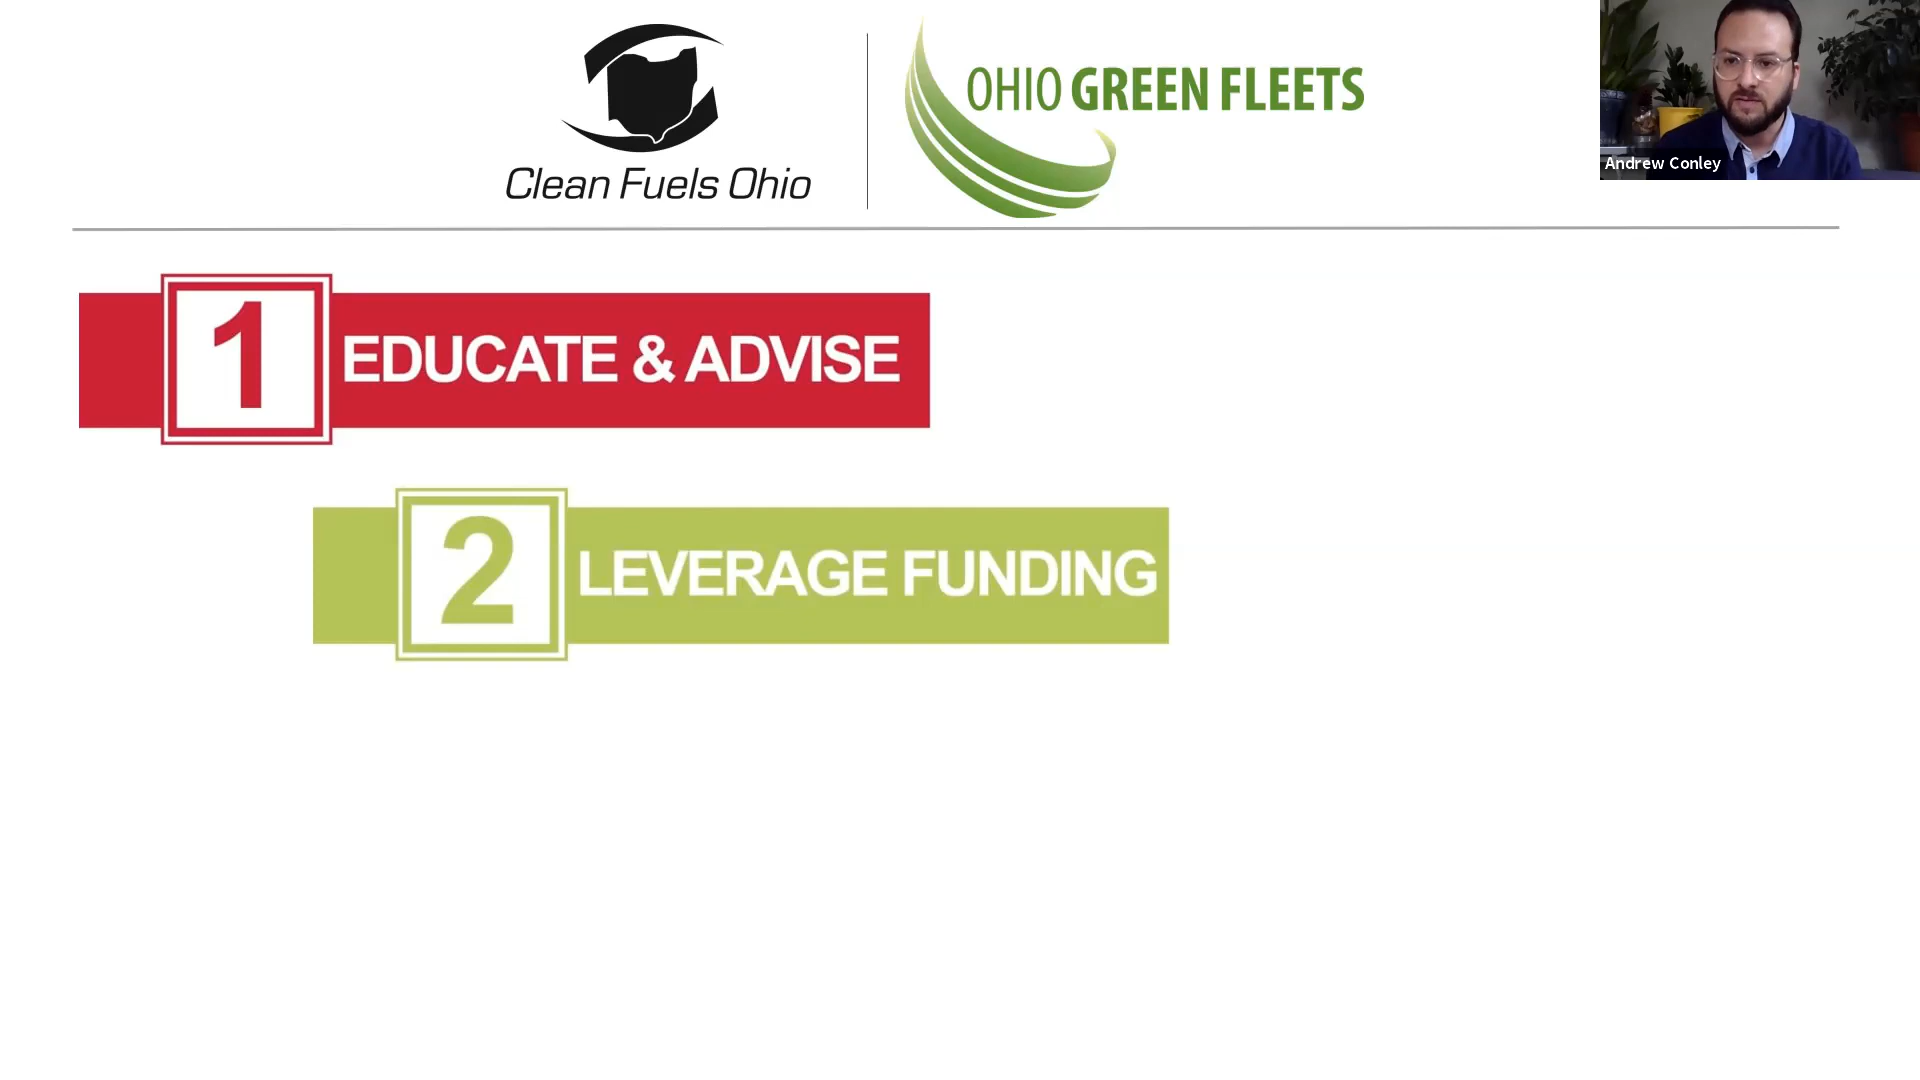 Clean Fuels Ohio
OHIO GREEN FLEETS
Andrew Conley
1 EDUCATE & ADVISE
2 LEVERAGE FUNDING